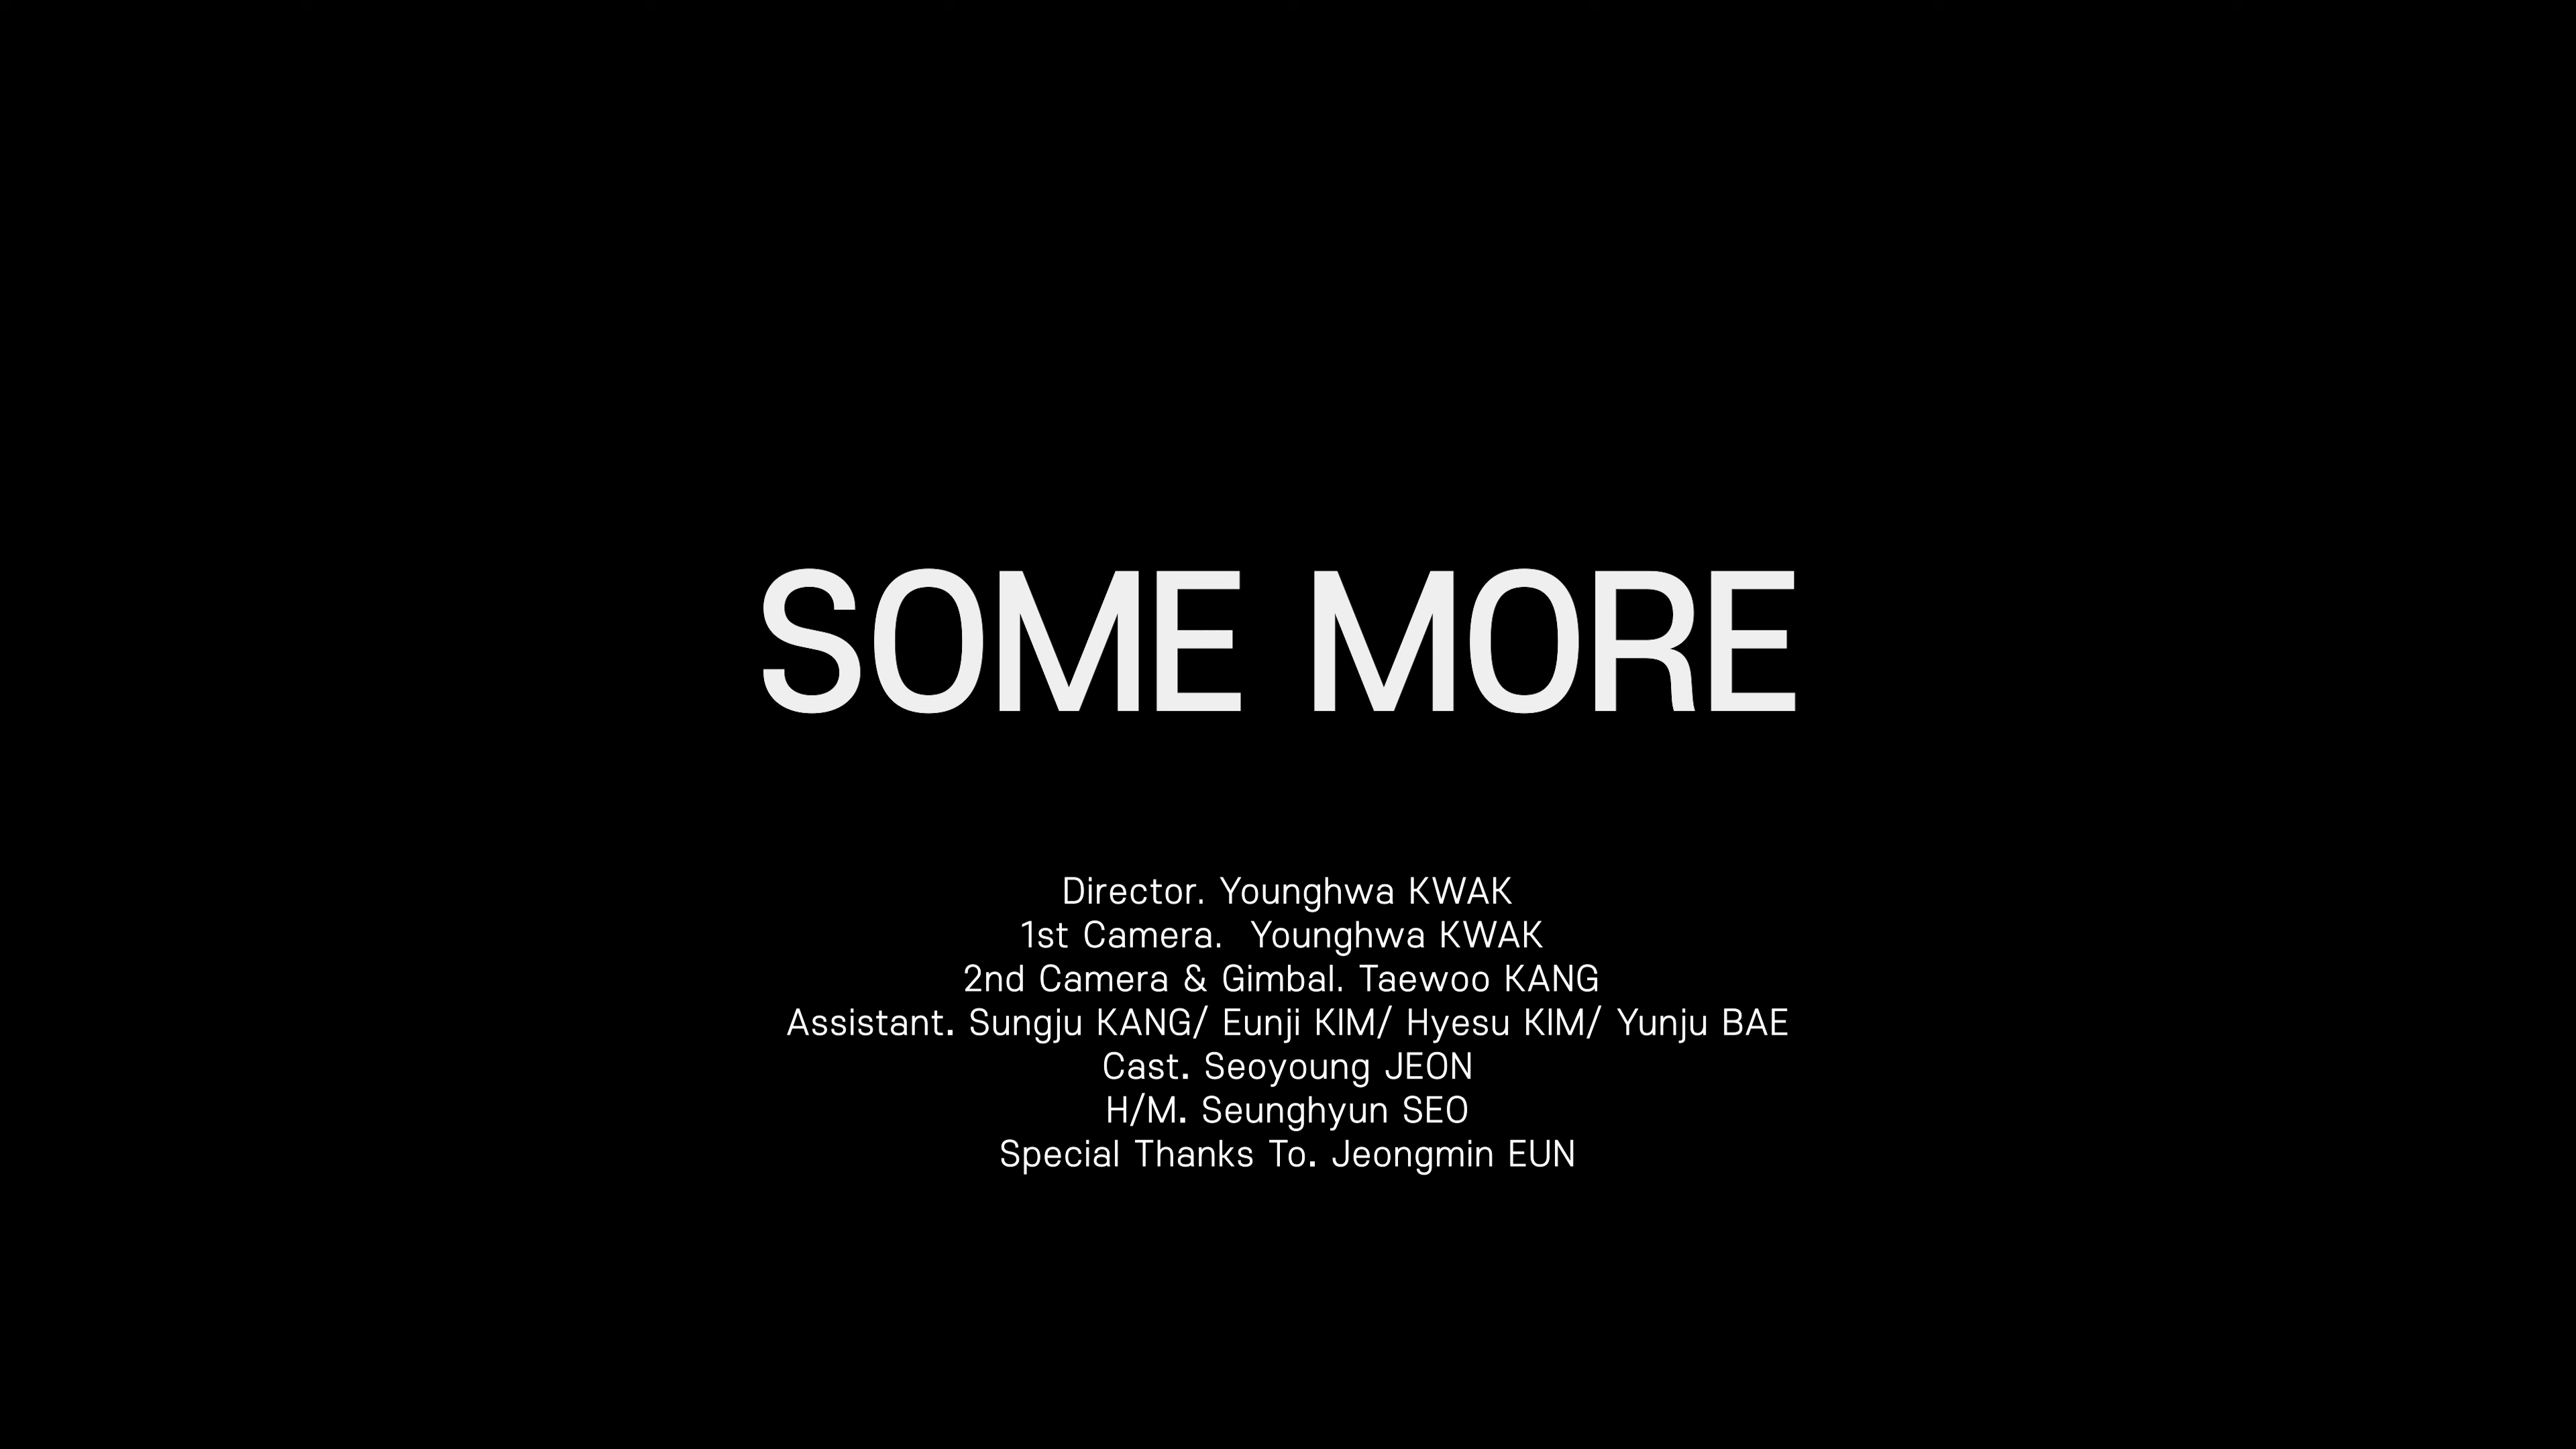 SOME MORE
Director. Younghwa KWAK
1st Camera.  Younghwa KWAK
2nd Camera & Gimbal. Taewoo KANG
Assistant. Sungju KANG/ Eunji KIM/ Hyesu KIM/ Yunju BAE
Cast. Seoyoung JEON
H/M. Seunghyun SEO
Special Thanks To. Jeongmin EUN